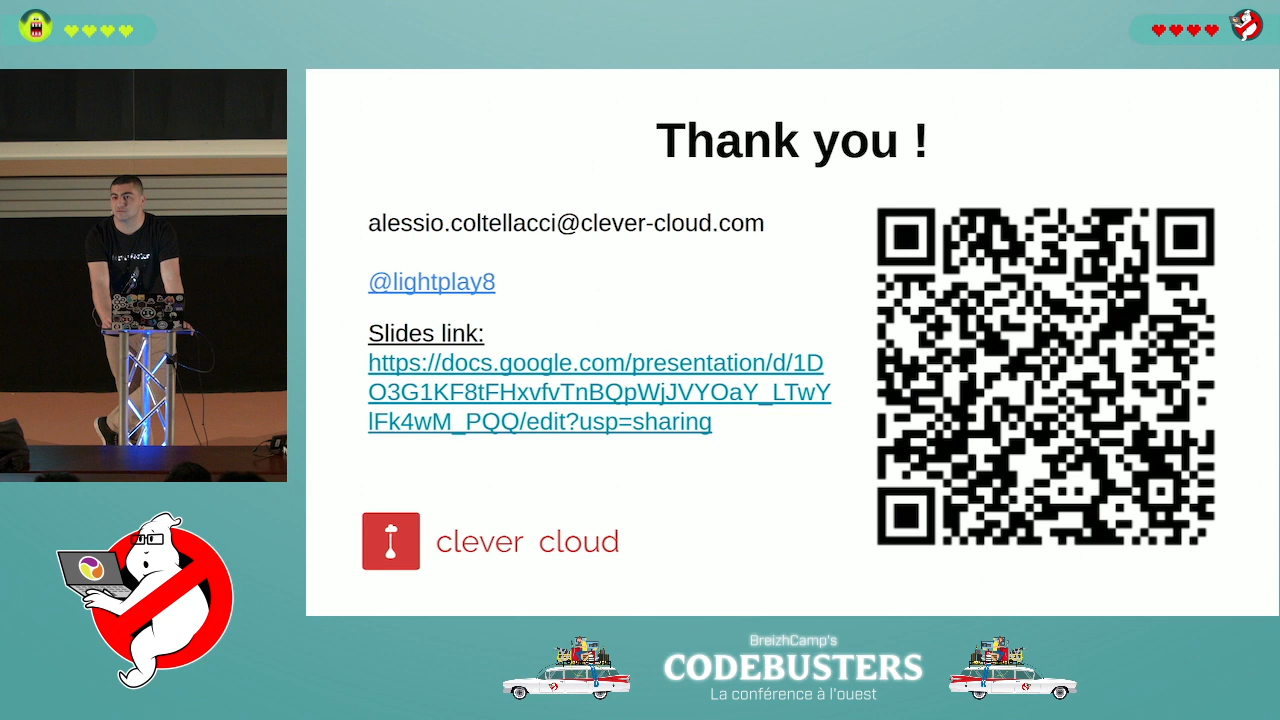 Thank you !
alessio.coltellacci@clever-cloud.com
@lightplay8
Slides link:
https://docs.google.com/presentation/d/1D
O3G1KF8tFHxvfvTnBQpWjJVYOaY_LTwY
lFk4wM_PQQ/edit?usp=sharing
clever cloud
BreizhCamp's
CODEBUSTERS
La conférence à l'ouest